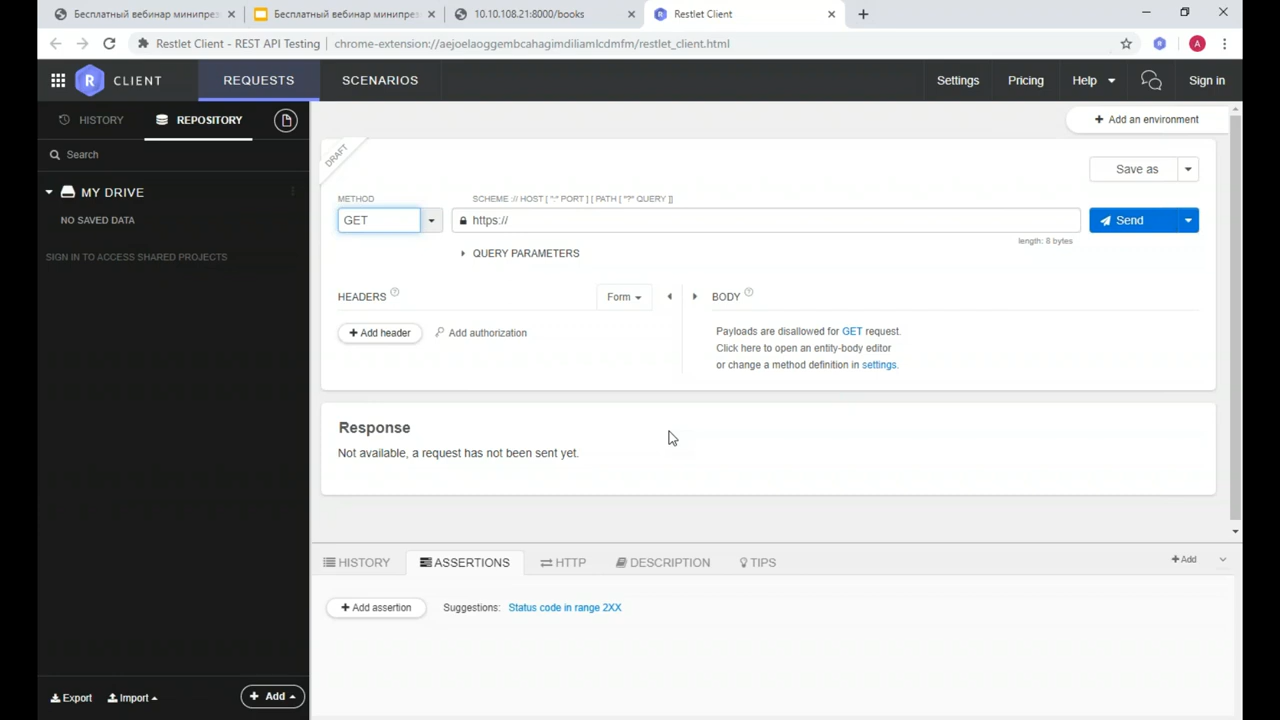 Бесплатный вебинар минипрез
Бесплатный вебинар минипрез
10.10.108.21:8000/books
Restlet Client
Restlet Client - REST API Testing
chrome-extension://aejoelaoggembcahagimdiliamlcdmfm/restlet_client.html
A
R
CLIENT
REQUESTS
SCENARIOS
Settings
Pricing
Help
Sign in
HISTORY
REPOSITORY
Add an environment
Search
DRAFT
Save as
MY DRIVE
METHOD
SCHEME :// HOST [ ":" PORT ] [ PATH [ "?" QUERY ]]
NO SAVED DATA
GET
https://
Send
length: 8 bytes
SIGN IN TO ACCESS SHARED PROJECTS
QUERY PARAMETERS
HEADERS
Form
BODY
Add header
Add authorization
Payloads are disallowed for GET request.
Click here to open an entity-body editor
or change a method definition in settings.
Response
Not available, a request has not been sent yet.
HISTORY
ASSERTIONS
HTTP
DESCRIPTION
TIPS
Add
Add assertion
Suggestions:
Status code in range 2XX
Export
Import
Add